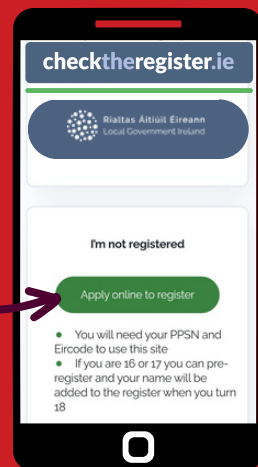 checktheregister.ie
Rialtas Áitiúil Éireann
Local Government Ireland
I'm not registered
Apply online to register
• You will need your PPSN and
Eircode to use this site
• If you are 16 or 17 you can pre-
register and your name will be
added to the register when you turn
18